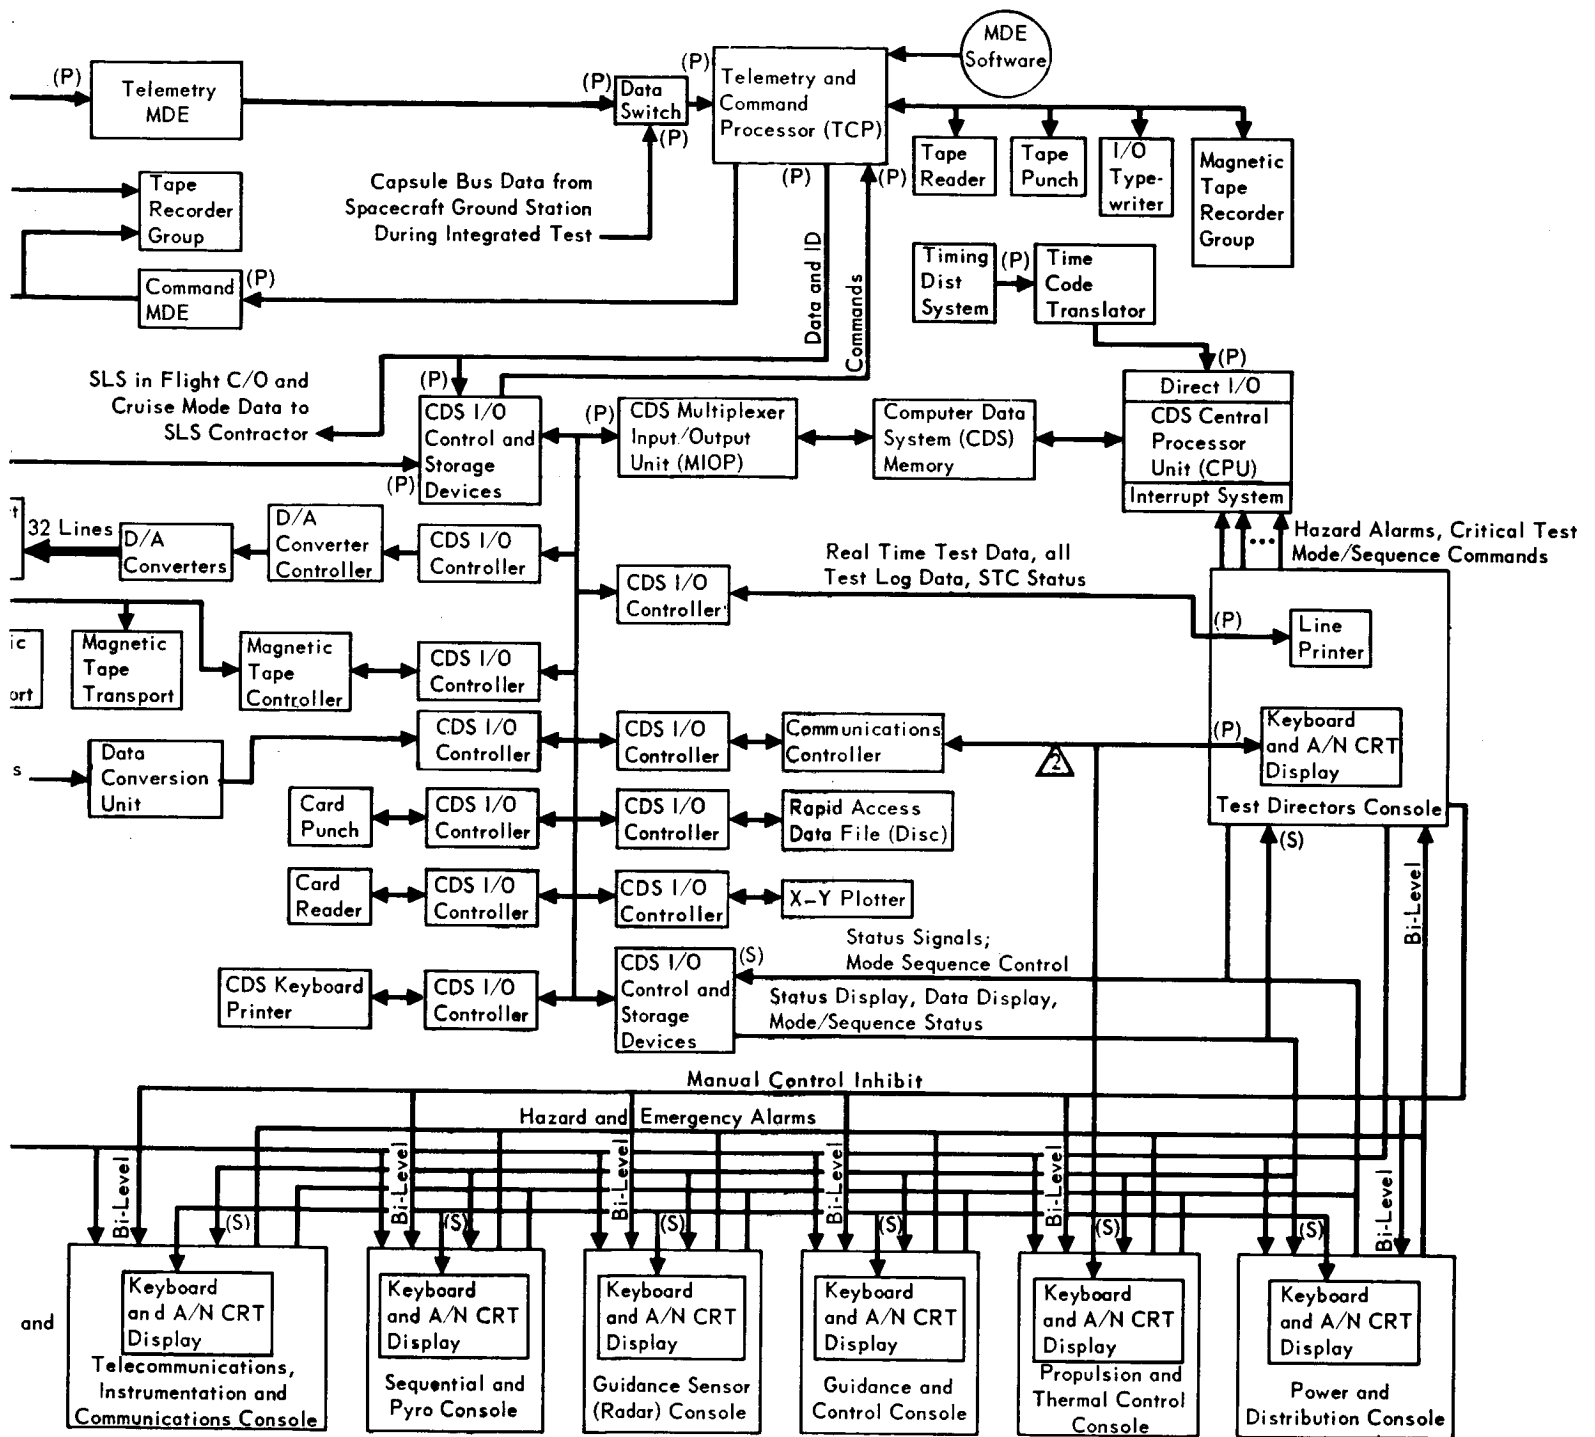 MDE
Software
(P)
Telemetry
MDE
(P)
Data
Switch
(P)
(P)
Telemetry and
Command
Processor (TCP)
(P)
(P)
Tape
Reader
Tape
Punch
I/O
Type-
writer
Magnetic
Tape
Recorder
Group
Tape
Recorder
Group
Capsule Bus Data from
Spacecraft Ground Station
During Integrated Test
Command
MDE
(P)
Data and ID
Commands
Timing
Dist
System
(P)
Time
Code
Translator
(P)
SLS in Flight C/O and
Cruise Mode Data to
SLS Contractor
(P)
CDS I/O
Control and
Storage
Devices
(P)
(P)
CDS Multiplexer
Input/Output
Unit (MIOP)
Computer Data
System (CDS)
Memory
Direct I/O
CDS Central
Processor
Unit (CPU)
Interrupt System
Hazard Alarms, Critical Test
Mode/Sequence Commands
t
32 Lines
D/A
Converters
D/A
Converter
Controller
CDS I/O
Controller
CDS I/O
Controller
Real Time Test Data, all
Test Log Data, STC Status
(P)
Line
Printer
ic
ort
Magnetic
Tape
Transport
Magnetic
Tape
Controller
CDS I/O
Controller
s
Data
Conversion
Unit
CDS I/O
Controller
CDS I/O
Controller
Communications
Controller
2
(P)
Keyboard
and A/N CRT
Display
Test Directors Console
(S)
Bi-Level
Card
Punch
CDS I/O
Controller
CDS I/O
Controller
Rapid Access
Data File (Disc)
Card
Reader
CDS I/O
Controller
CDS I/O
Controller
X-Y Plotter
CDS Keyboard
Printer
CDS I/O
Controller
CDS I/O
Control and
Storage
Devices
(S)
Status Signals;
Mode Sequence Control
Status Display, Data Display,
Mode/Sequence Status
Manual Control Inhibit
Hazard and Emergency Alarms
Bi-Level
(S)
Bi-Level
(S)
Bi-Level
(S)
Bi-Level
(S)
Bi-Level
(S)
(S)
Bi-Level
and
Keyboard
and A/N CRT
Display
Telecommunications,
Instrumentation and
Communications Console
Keyboard
and A/N CRT
Display
Sequential and
Pyro Console
Keyboard
and A/N CRT
Display
Guidance Sensor
(Radar) Console
Keyboard
and A/N CRT
Display
Guidance and
Control Console
Keyboard
and A/N CRT
Display
Propulsion and
Thermal Control
Console
Keyboard
and A/N CRT
Display
Power and
Distribution Console